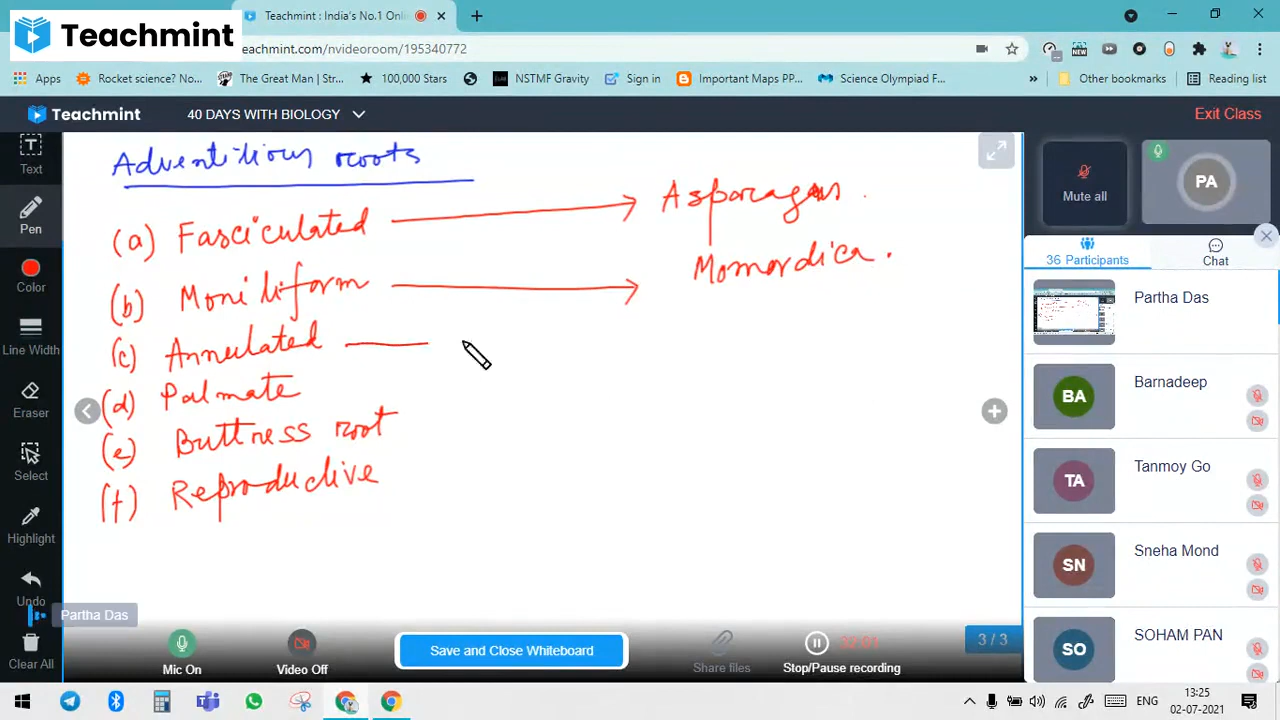 Teachmint : India's No.1 Onlin
Teachmint
eachmint.com/nvideoroom/195340772
Apps
Rocket science? No...
The Great Man | Str...
100,000 Stars
NSTMF Gravity
Sign in
Important Maps PP...
Science Olympiad F...
»
Other bookmarks
Reading list
Teachmint
40 DAYS WITH BIOLOGY
Exit Class
Text
Pen
Color
Line Width
Eraser
Select
Highlight
Undo
Clear All
Adventitious roots
(a) Fasciculated → Asparagus.
(b) Moniliform → Momordica.
(c) Annulated
(d) Palmate
(e) Buttress root
(f) Reproductive
Mute all
PA
36 Participants
Chat
Partha Das
BA
Barnadeep
TA
Tanmoy Go
SN
Sneha Mond
SO
SOHAM PAN
Partha Das
Mic On
Video Off
Save and Close Whiteboard
Share files
Stop/Pause recording
3 / 3
ENG
13:25
02-07-2021